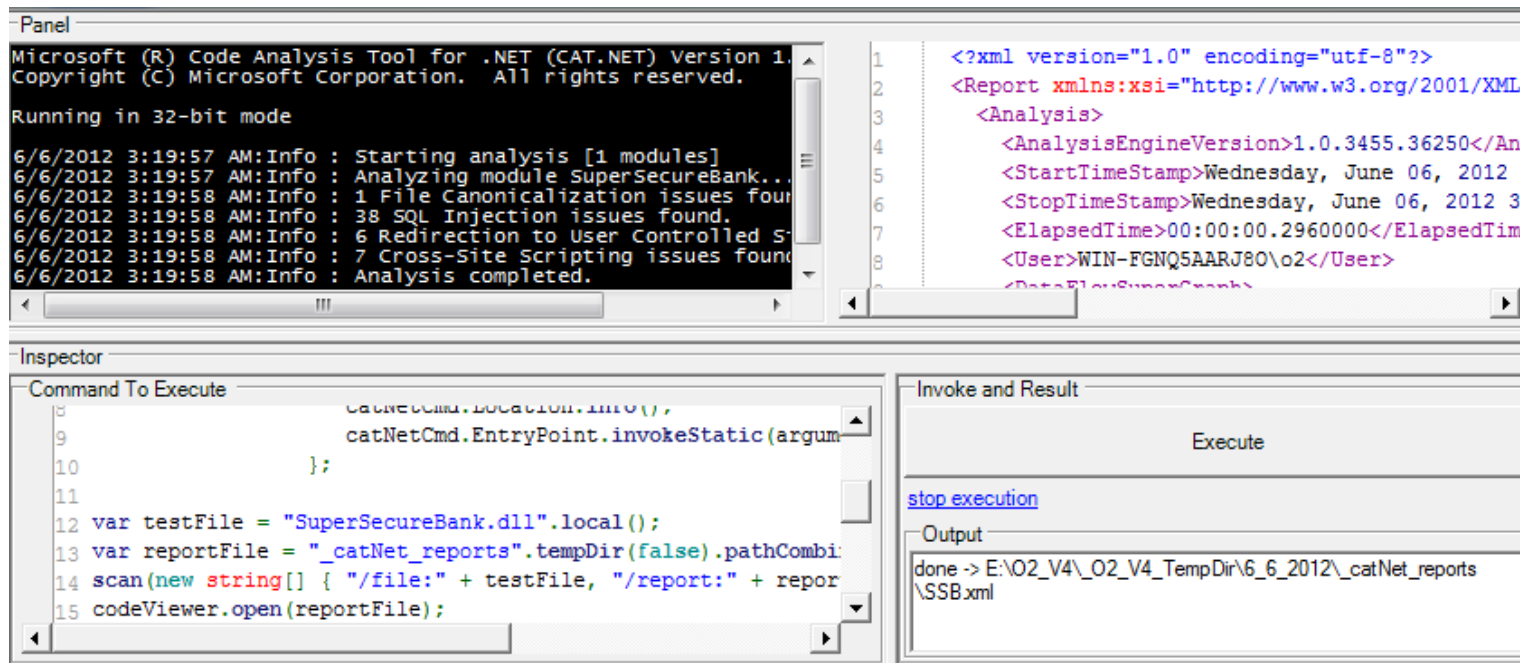 Panel
Microsoft (R) Code Analysis Tool for .NET (CAT.NET) Version 1.
Copyright (C) Microsoft Corporation.  All rights reserved.
Running in 32-bit mode
6/6/2012 3:19:57 AM:Info : Starting analysis [1 modules]
6/6/2012 3:19:57 AM:Info : Analyzing module SuperSecureBank...
6/6/2012 3:19:58 AM:Info : 1 File Canonicalization issues foun
6/6/2012 3:19:58 AM:Info : 38 SQL Injection issues found.
6/6/2012 3:19:58 AM:Info : 6 Redirection to User Controlled S
6/6/2012 3:19:58 AM:Info : 7 Cross-Site Scripting issues foun
6/6/2012 3:19:58 AM:Info : Analysis completed.
1 <?xml version="1.0" encoding="utf-8"?>
2 <Report xmlns:xsi="http://www.w3.org/2001/XML
3 <Analysis>
4 <AnalysisEngineVersion>1.0.3455.36250</An
5 <StartTimeStamp>Wednesday, June 06, 2012
6 <StopTimeStamp>Wednesday, June 06, 2012 3
7 <ElapsedTime>00:00:00.2960000</ElapsedTim
8 <User>WIN-FGNQ5AARJ8O\o2</User>
<DataFlowSuperGraph>
Inspector
Command To Execute
8 catNetCmd.Location.info();
9 catNetCmd.EntryPoint.invokeStatic(argum
10 };
11
12 var testFile = "SuperSecureBank.dll".local();
13 var reportFile = "_catNet_reports".tempDir(false).pathCombi
14 scan(new string[] { "/file:" + testFile, "/report:" + repor
15 codeViewer.open(reportFile);
Invoke and Result
Execute
stop execution
Output
done -> E:\O2_V4\_O2_V4_TempDir\6_6_2012\_catNet_reports
\SSB.xml